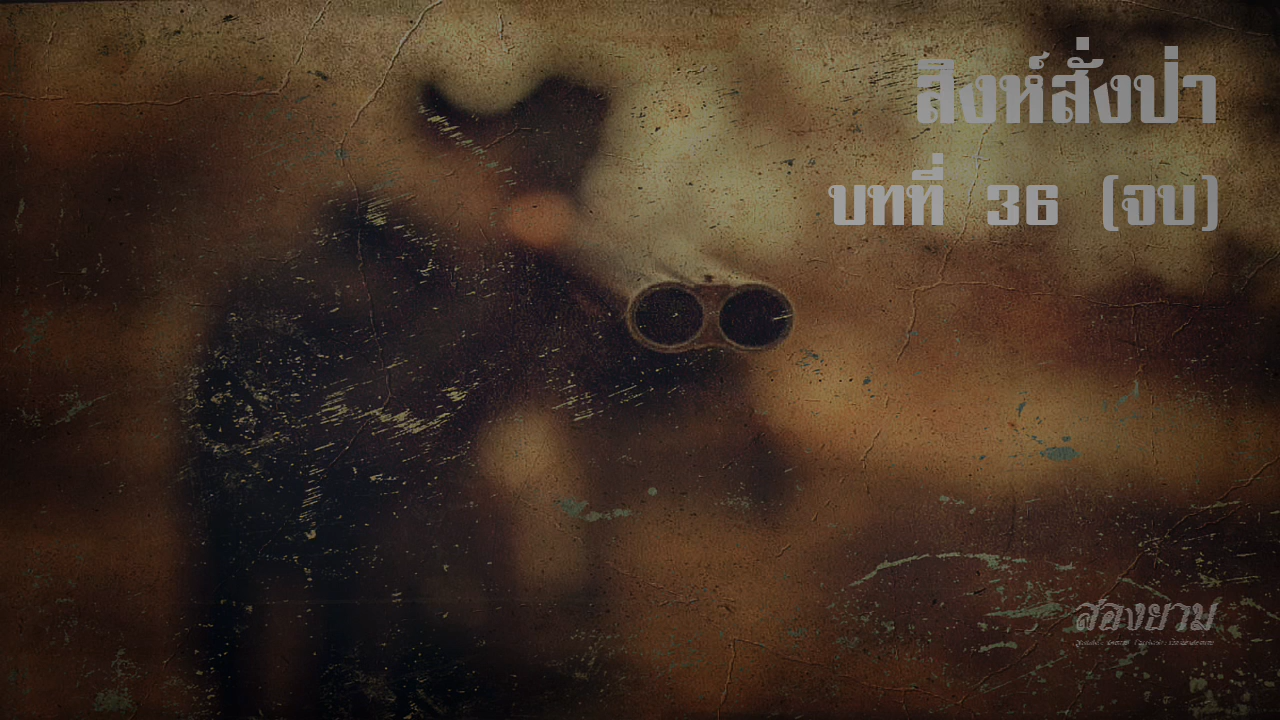 สิงห์สั่งป่า
บทที่ 36 (จบ)
สองยาม